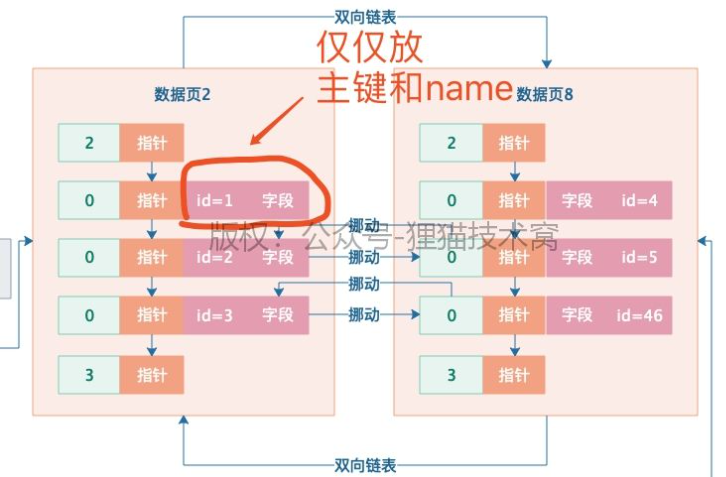 双向链表
仅仅放
主键和name
数据页2
数据页8
2 指针
2 指针
0 指针 id=1 字段
0 指针 字段 id=4
挪动
版权：公众号-狸猫技术窝
0 指针 id=2 字段
挪动
0 指针 字段 id=5
0 指针 id=3 字段
挪动
0 指针 字段 id=46
3 指针
3 指针
双向链表